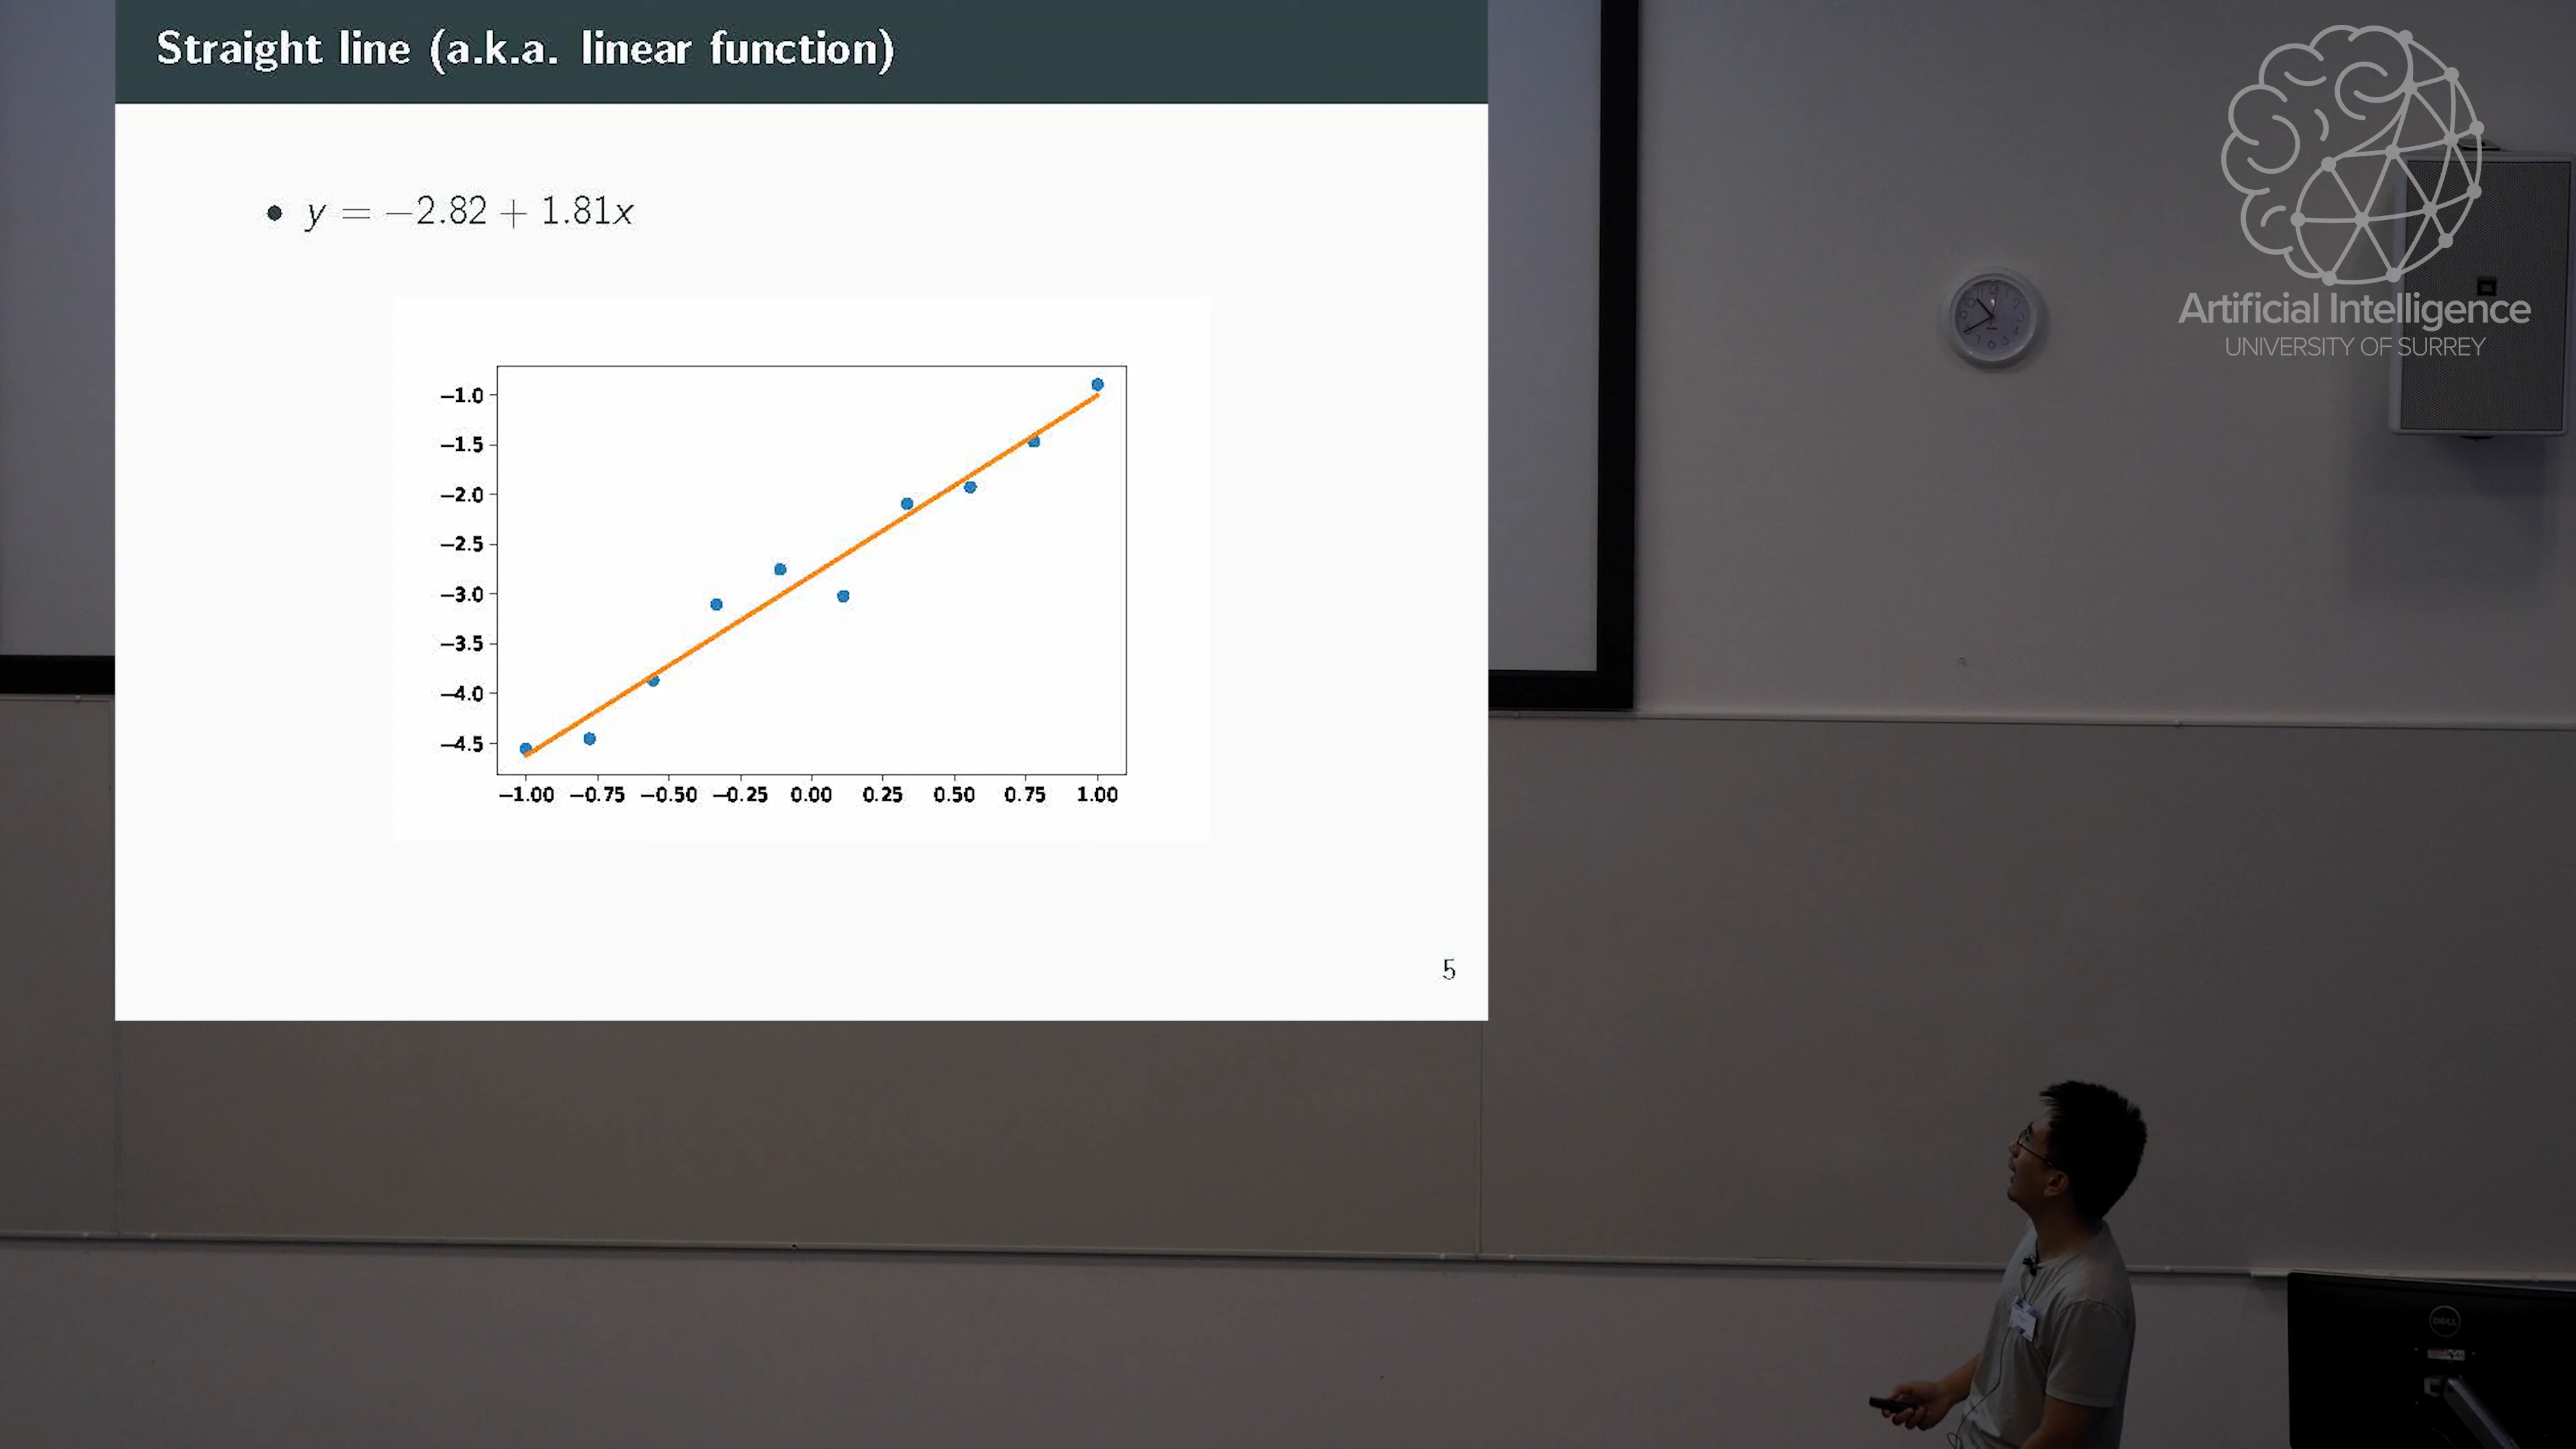 Straight line (a.k.a. linear function)
• y = −2.82 + 1.81x
−1.0
−1.5
−2.0
−2.5
−3.0
−3.5
−4.0
−4.5
−1.00 −0.75 −0.50 −0.25 0.00 0.25 0.50 0.75 1.00
5
Artificial Intelligence
UNIVERSITY OF SURREY
DELL